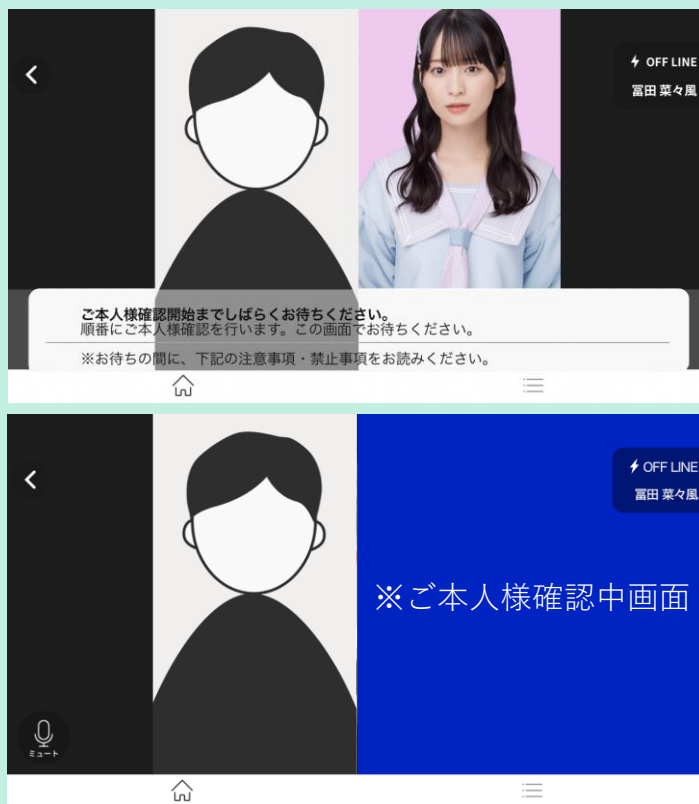 OFF LINE
冨田 菜々風
ご本人様確認開始までしばらくお待ちください。
順番にご本人様確認を行います。この画面でお待ちください。
※お待ちの間に、下記の注意事項・禁止事項をお読みください。
OFF LINE
冨田 菜々風
※ご本人様確認中画面
ミュート